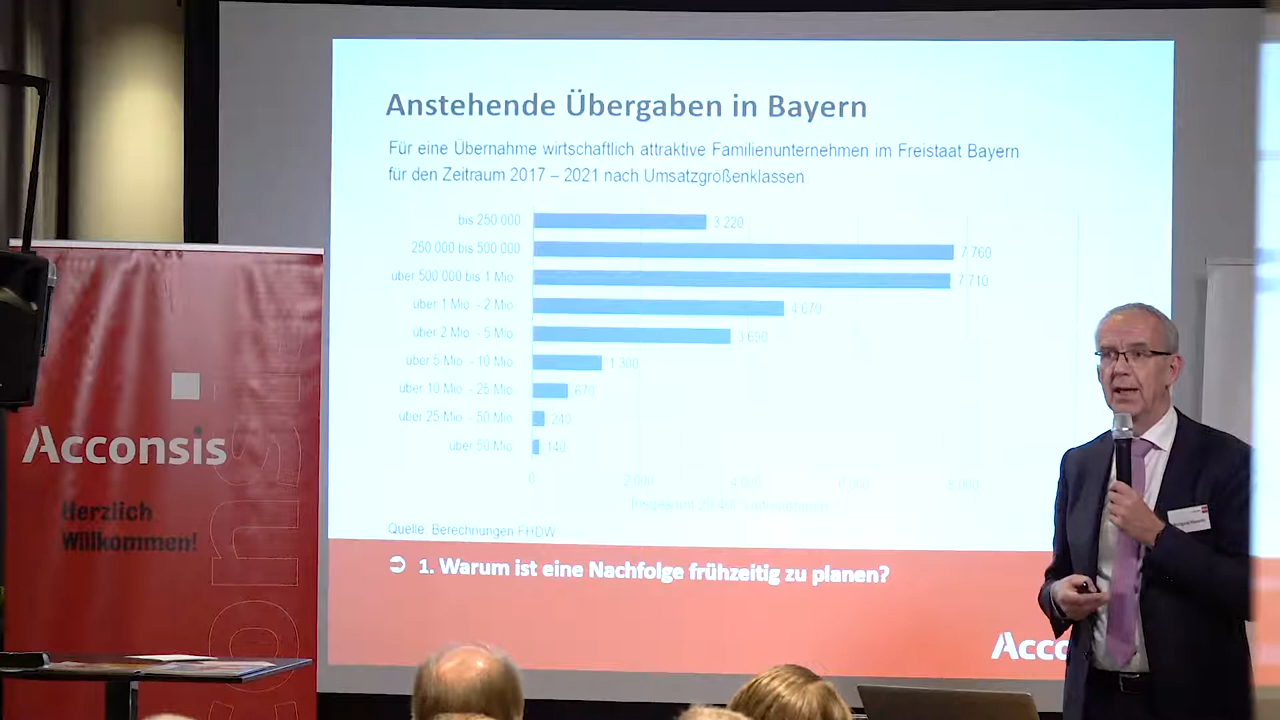 Anstehende Übergaben in Bayern
Für eine Übernahme wirtschaftlich attraktive Familienunternehmen im Freistaat Bayern
für den Zeitraum 2017 – 2021 nach Umsatzgrößenklassen
bis 250 000 3 220
250 000 bis 500 000 7 760
über 500 000 bis 1 Mio. 7 710
über 1 Mio. - 2 Mio. 4 670
über 2 Mio. - 5 Mio. 3 690
über 5 Mio. - 10 Mio. 1 300
über 10 Mio. - 25 Mio. 670
über 25 Mio. - 50 Mio. 240
über 50 Mio. 140
0 2 000 4 000 6 000 8 000
Quelle: Berechnungen FHDW
1. Warum ist eine Nachfolge frühzeitig zu planen?
Acco
Acconsis
Herzlich
Willkommen!